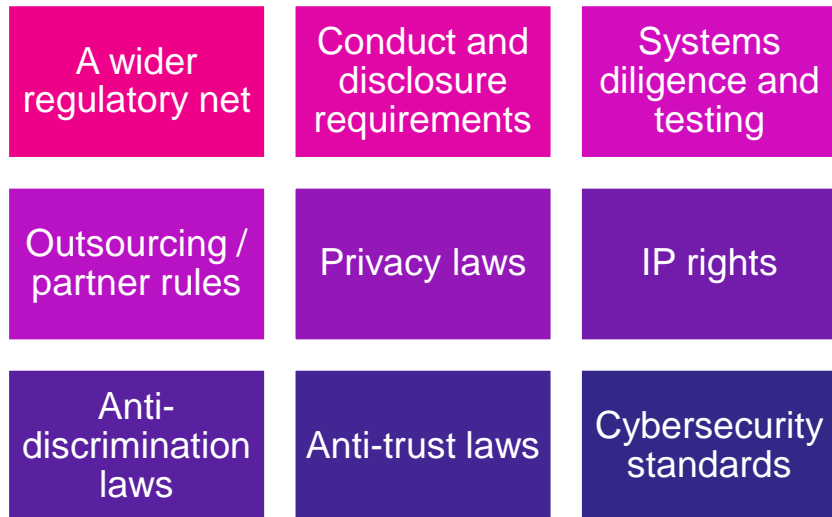 A wider
regulatory net
Conduct and
disclosure
requirements
Systems
diligence and
testing
Outsourcing /
partner rules
Privacy laws
IP rights
Anti-
discrimination
laws
Anti-trust laws
Cybersecurity
standards